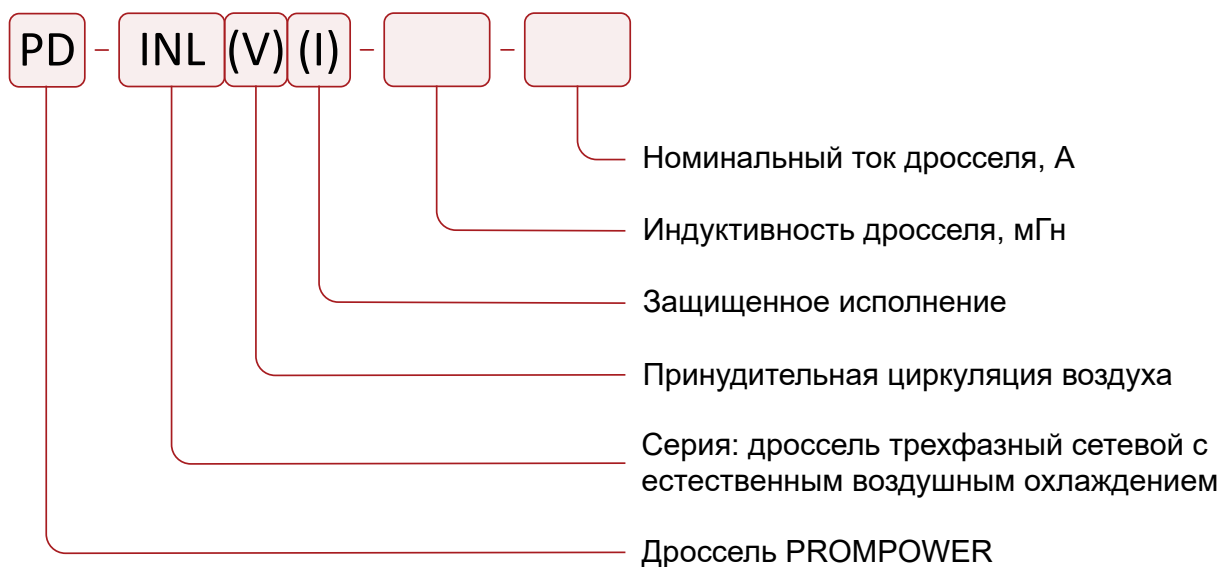 PD - INL (V) (I) - -
Номинальный ток дросселя, А
Индуктивность дросселя, мГн
Защищенное исполнение
Принудительная циркуляция воздуха
Серия: дроссель трехфазный сетевой с
естественным воздушным охлаждением
Дроссель PROMPOWER